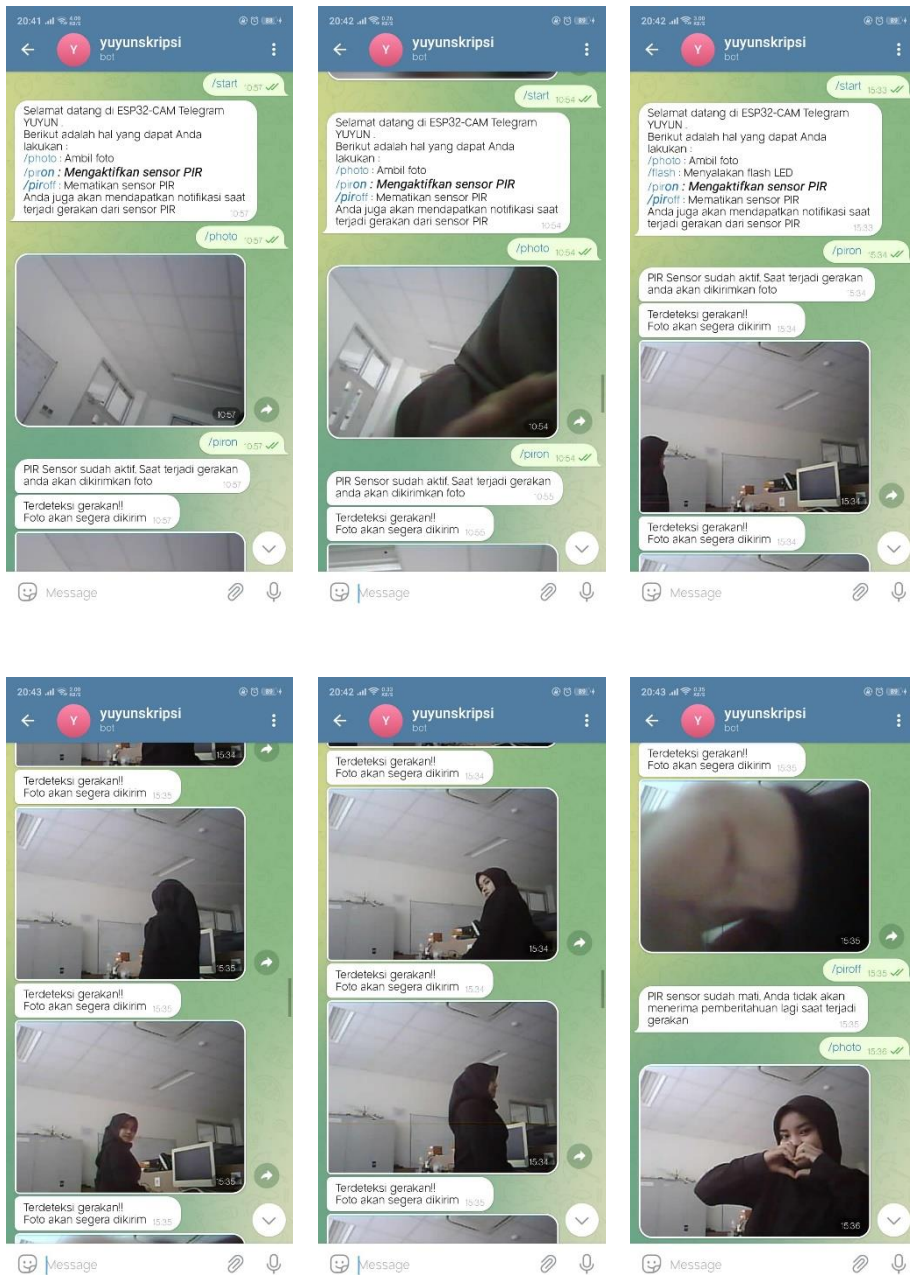 20:41
yuyunskripsi
bot
/start 10:57
Selamat datang di ESP32-CAM Telegram
YUYUN .
Berikut adalah hal yang dapat Anda
lakukan :
/photo : Ambil foto
/piron : Mengaktifkan sensor PIR
/piroff : Mematikan sensor PIR
Anda juga akan mendapatkan notifikasi saat
terjadi gerakan dari sensor PIR 10:57
/photo 10:57
10:57
/piron 10:57
PIR Sensor sudah aktif. Saat terjadi gerakan
anda akan dikirimkan foto 10:57
Terdeteksi gerakan!!
Foto akan segera dikirim 10:57
Message
20:42
yuyunskripsi
bot
/start 10:54
Selamat datang di ESP32-CAM Telegram
YUYUN .
Berikut adalah hal yang dapat Anda
lakukan :
/photo : Ambil foto
/piron : Mengaktifkan sensor PIR
/piroff : Mematikan sensor PIR
Anda juga akan mendapatkan notifikasi saat
terjadi gerakan dari sensor PIR 10:54
/photo 10:54
10:54
/piron 10:54
PIR Sensor sudah aktif. Saat terjadi gerakan
anda akan dikirimkan foto 10:55
Terdeteksi gerakan!!
Foto akan segera dikirim 10:55
Message
20:42
yuyunskripsi
bot
/start 15:33
Selamat datang di ESP32-CAM Telegram
YUYUN .
Berikut adalah hal yang dapat Anda
lakukan :
/photo : Ambil foto
/flash : Menyalakan flash LED
/piron : Mengaktifkan sensor PIR
/piroff : Mematikan sensor PIR
Anda juga akan mendapatkan notifikasi saat
terjadi gerakan dari sensor PIR 15:33
/piron 15:34
PIR Sensor sudah aktif. Saat terjadi gerakan
anda akan dikirimkan foto 15:34
Terdeteksi gerakan!!
Foto akan segera dikirim 15:34
15:34
Terdeteksi gerakan!!
Foto akan segera dikirim 15:34
Message
20:43
yuyunskripsi
bot
15:34
Terdeteksi gerakan!!
Foto akan segera dikirim 15:35
15:35
Terdeteksi gerakan!!
Foto akan segera dikirim 15:35
15:35
Terdeteksi gerakan!!
Foto akan segera dikirim 15:35
Message
20:42
yuyunskripsi
bot
Terdeteksi gerakan!!
Foto akan segera dikirim 15:34
15:34
Terdeteksi gerakan!!
Foto akan segera dikirim 15:34
15:34
Terdeteksi gerakan!!
Foto akan segera dikirim 15:35
Message
20:43
yuyunskripsi
bot
Terdeteksi gerakan!!
Foto akan segera dikirim 15:35
15:35
/piroff 15:35
PIR sensor sudah mati, Anda tidak akan
menerima pemberitahuan lagi saat terjadi
gerakan 15:35
/photo 15:36
15:36
Message